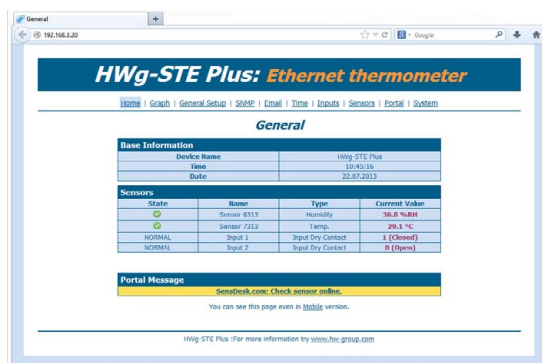 General
192.168.3.20
Google
HWg-STE Plus: Ethernet thermometer
Home | Graph | General Setup | SNMP | Email | Time | Inputs | Sensors | Portal | System
General
Base Information
Device Name HWg-STE Plus
Time 10:45:16
Date 22.07.2013
Sensors
State Name Type Current Value
Sensor 6313 Humidity 36.8 %RH
Sensor 7313 Temp. 29.1 °C
NORMAL Input 1 Input Dry Contact 1 (Closed)
NORMAL Input 2 Input Dry Contact 0 (Open)
Portal Message
SensDesk.com: Check sensor online.
You can see this page even in Mobile version.
HWg-STE Plus :For more information try www.hw-group.com